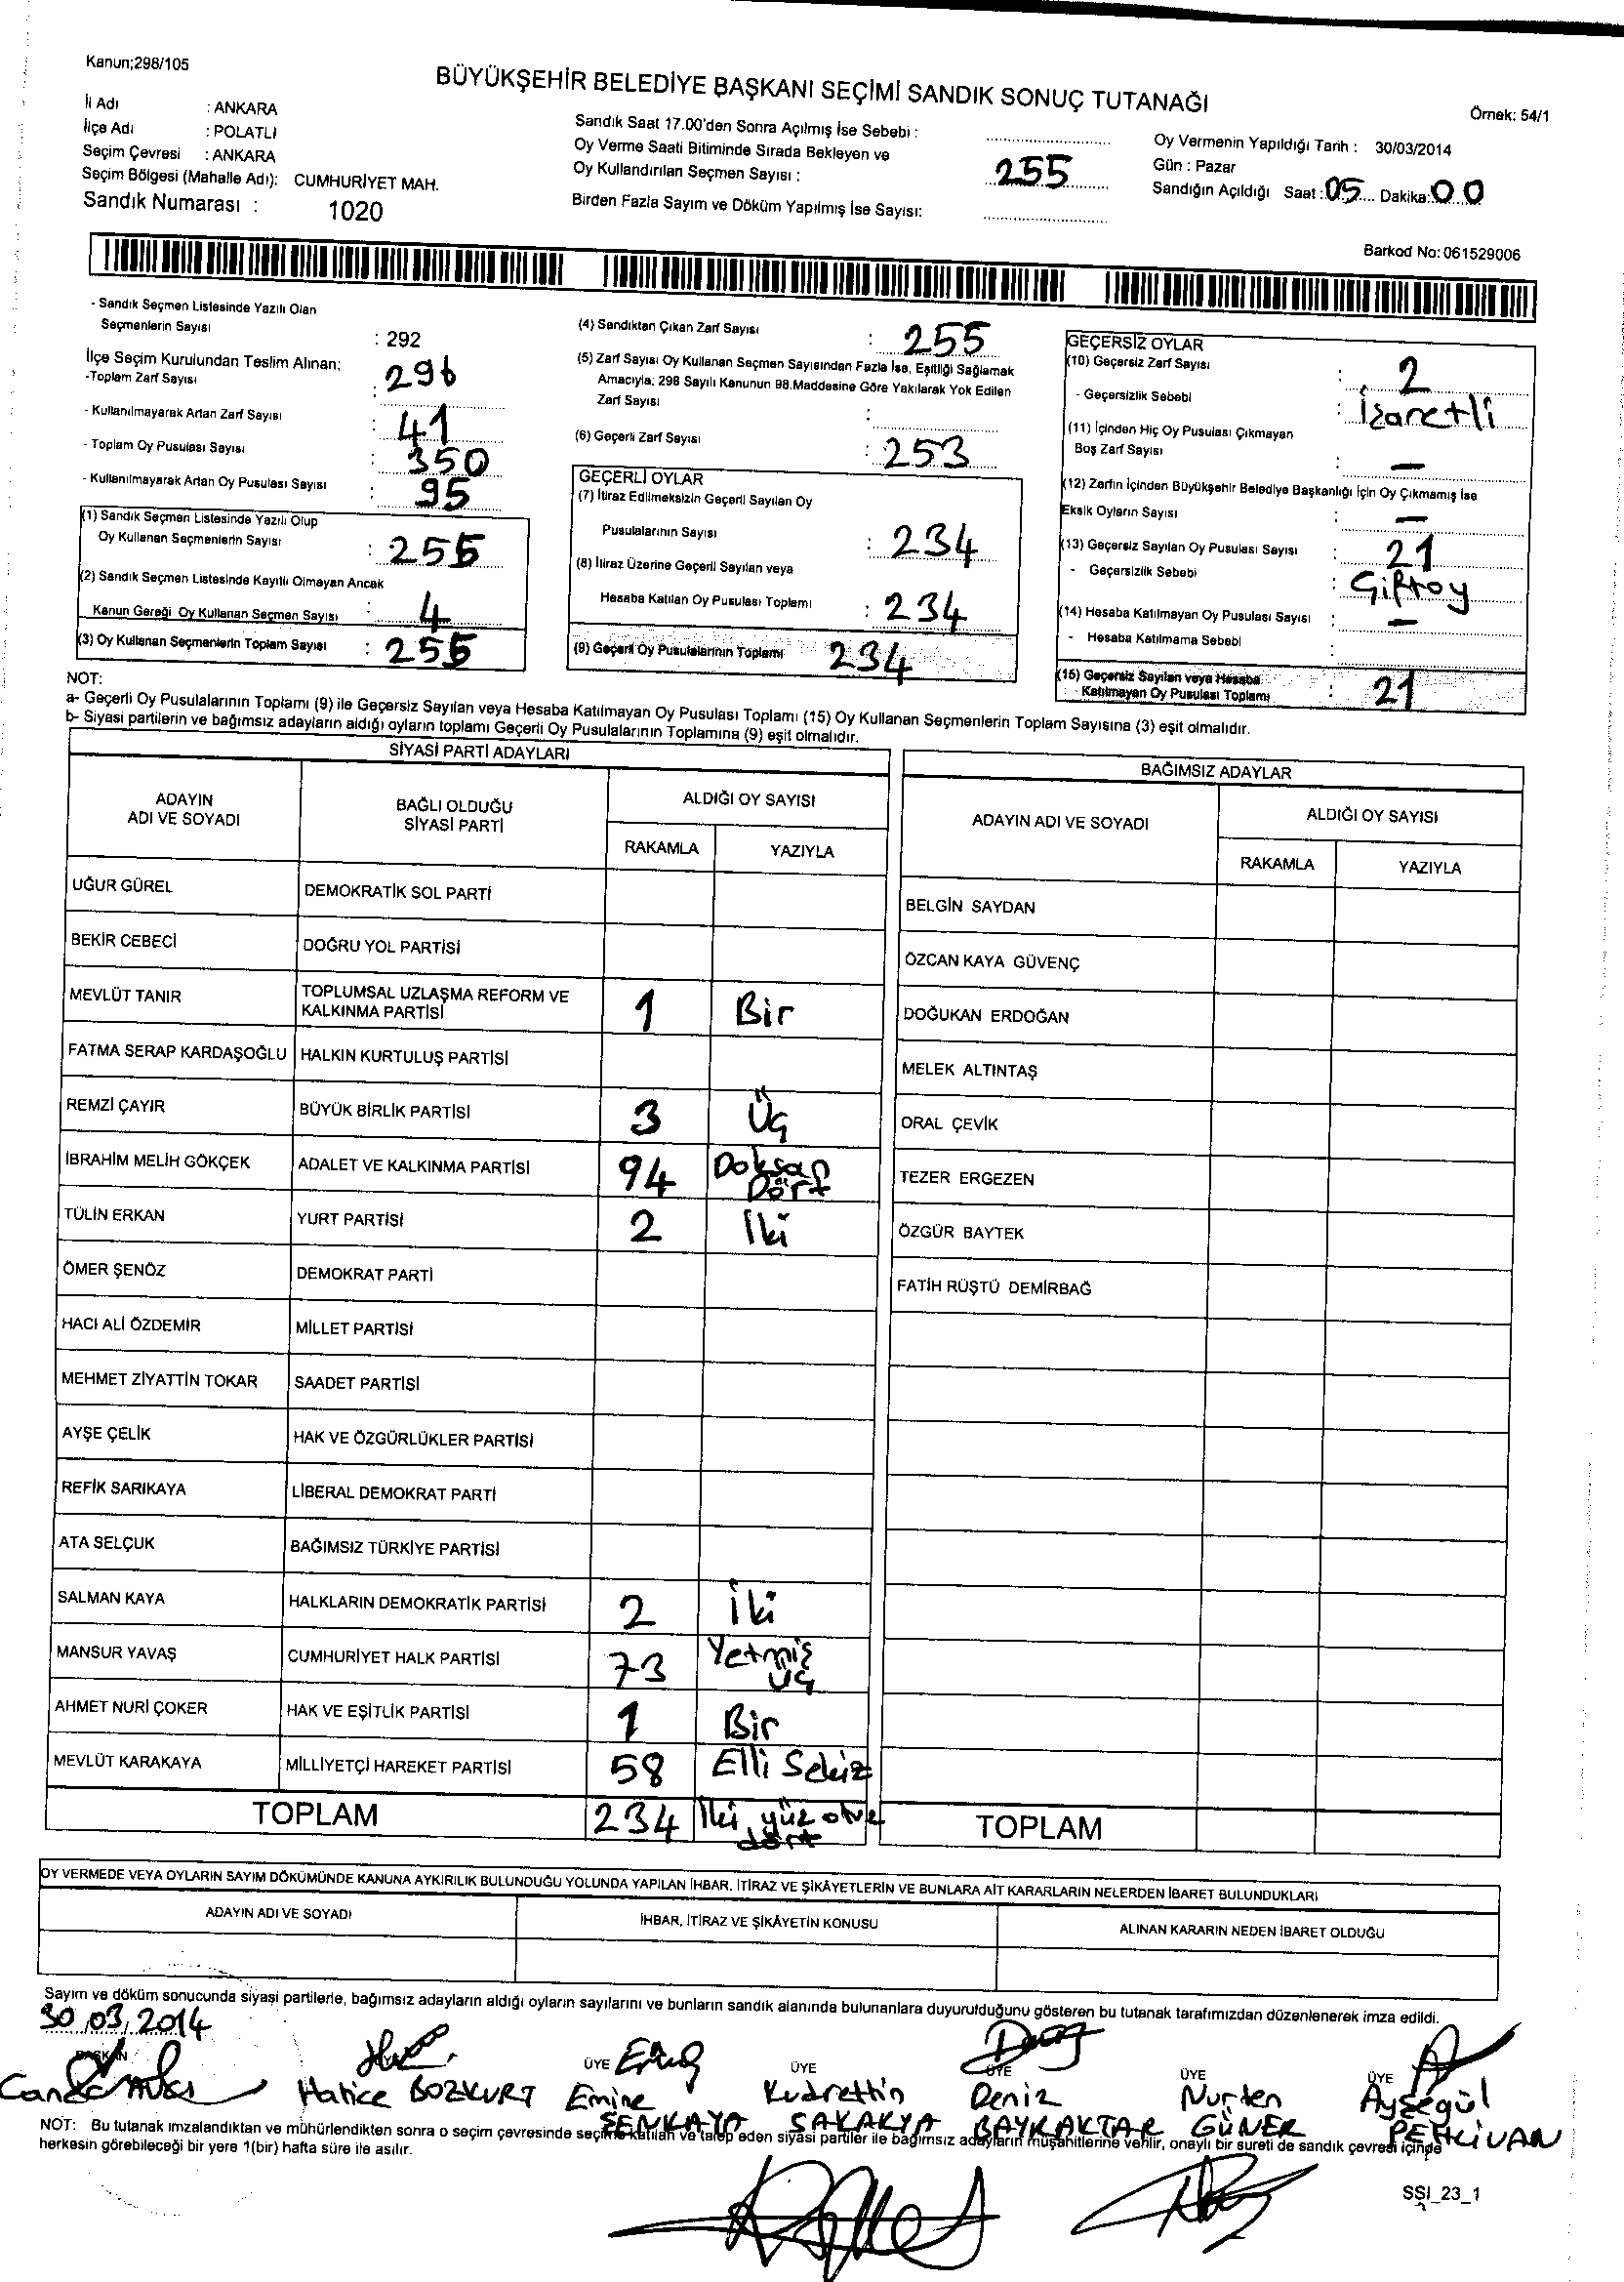 Kanun;298/105
BÜYÜKŞEHİR BELEDİYE BAŞKANI SEÇİMİ SANDIK SONUÇ TUTANAĞI
Örnek: 54/1
İl Adı : ANKARA
İlçe Adı : POLATLI
Seçim Çevresi : ANKARA
Seçim Bölgesi (Mahalle Adı): CUMHURİYET MAH.
Sandık Numarası : 1020
Sandık Saat 17.00'den Sonra Açılmış İse Sebebi :
Oy Verme Saati Bitiminde Sırada Bekleyen ve
Oy Kullandırılan Seçmen Sayısı : 255
Birden Fazla Sayım ve Döküm Yapılmış İse Sayısı:
Oy Vermenin Yapıldığı Tarih : 30/03/2014
Gün : Pazar
Sandığın Açıldığı Saat : 05 Dakika: 00
Barkod No: 061529006
- Sandık Seçmen Listesinde Yazılı Olan
Seçmenlerin Sayısı : 292
İlçe Seçim Kurulundan Teslim Alınan:
-Toplam Zarf Sayısı : 296
- Kullanılmayarak Artan Zarf Sayısı : 41
- Toplam Oy Pusulası Sayısı : 350
- Kullanılmayarak Artan Oy Pusulası Sayısı : 95
(1) Sandık Seçmen Listesinde Yazılı Olup
Oy Kullanan Seçmenlerin Sayısı : 255
(2) Sandık Seçmen Listesinde Kayıtlı Olmayan Ancak
Kanun Gereği Oy Kullanan Seçmen Sayısı : 4
(3) Oy Kullanan Seçmenlerin Toplam Sayısı : 255
(4) Sandıktan Çıkan Zarf Sayısı : 255
(5) Zarf Sayısı Oy Kullanan Seçmen Sayısından Fazla İse, Eşitliği Sağlamak
Amacıyla; 298 Sayılı Kanunun 98.Maddesine Göre Yakılarak Yok Edilen
Zarf Sayısı :
(6) Geçerli Zarf Sayısı : 253
GEÇERLİ OYLAR
(7) İtiraz Edilmeksizin Geçerli Sayılan Oy
Pusulalarının Sayısı : 234
(8) İtiraz Üzerine Geçerli Sayılan veya
Hesaba Katılan Oy Pusulası Toplamı : 234
(9) Geçerli Oy Pusulalarının Toplamı 234
GEÇERSİZ OYLAR
(10) Geçersiz Zarf Sayısı : 2
- Geçersizlik Sebebi : İşaretli
(11) İçinden Hiç Oy Pusulası Çıkmayan
Boş Zarf Sayısı : —
(12) Zarfın İçinden Büyükşehir Belediye Başkanlığı İçin Oy Çıkmamış İse
Eksik Oyların Sayısı : —
(13) Geçersiz Sayılan Oy Pusulası Sayısı : 21
- Geçersizlik Sebebi : Çiftoy
(14) Hesaba Katılmayan Oy Pusulası Sayısı : —
- Hesaba Katılmama Sebebi :
(15) Geçersiz Sayılan veya Hesaba
Katılmayan Oy Pusulası Toplamı : 21
NOT:
a- Geçerli Oy Pusulalarının Toplamı (9) ile Geçersiz Sayılan veya Hesaba Katılmayan Oy Pusulası Toplamı (15) Oy Kullanan Seçmenlerin Toplam Sayısına (3) eşit olmalıdır.
b- Siyasi partilerin ve bağımsız adayların aldığı oyların toplamı Geçerli Oy Pusulalarının Toplamına (9) eşit olmalıdır.
SİYASİ PARTİ ADAYLARI
ADAYIN ADI VE SOYADI BAĞLI OLDUĞU SİYASİ PARTİ ALDIĞI OY SAYISI
RAKAMLA YAZIYLA
UĞUR GÜREL DEMOKRATİK SOL PARTİ
BEKİR CEBECİ DOĞRU YOL PARTİSİ
MEVLÜT TANIR TOPLUMSAL UZLAŞMA REFORM VE KALKINMA PARTİSİ 1 Bir
FATMA SERAP KARDAŞOĞLU HALKIN KURTULUŞ PARTİSİ
REMZİ ÇAYIR BÜYÜK BİRLİK PARTİSİ 3 Üç
İBRAHİM MELİH GÖKÇEK ADALET VE KALKINMA PARTİSİ 94 Doksan Dört
TÜLİN ERKAN YURT PARTİSİ 2 İki
ÖMER ŞENÖZ DEMOKRAT PARTİ
HACI ALİ ÖZDEMİR MİLLET PARTİSİ
MEHMET ZİYATTİN TOKAR SAADET PARTİSİ
AYŞE ÇELİK HAK VE ÖZGÜRLÜKLER PARTİSİ
REFİK SARIKAYA LİBERAL DEMOKRAT PARTİ
ATA SELÇUK BAĞIMSIZ TÜRKİYE PARTİSİ
SALMAN KAYA HALKLARIN DEMOKRATİK PARTİSİ 2 İki
MANSUR YAVAŞ CUMHURİYET HALK PARTİSİ 73 Yetmiş Üç
AHMET NURİ ÇOKER HAK VE EŞİTLİK PARTİSİ 1 Bir
MEVLÜT KARAKAYA MİLLİYETÇİ HAREKET PARTİSİ 58 Elli Sekiz
TOPLAM 234 İki yüz otuz dört
BAĞIMSIZ ADAYLAR
ADAYIN ADI VE SOYADI ALDIĞI OY SAYISI
RAKAMLA YAZIYLA
BELGİN SAYDAN
ÖZCAN KAYA GÜVENÇ
DOĞUKAN ERDOĞAN
MELEK ALTINTAŞ
ORAL ÇEVİK
TEZER ERGEZEN
ÖZGÜR BAYTEK
FATİH RÜŞTÜ DEMİRBAĞ
TOPLAM
OY VERMEDE VEYA OYLARIN SAYIM DÖKÜMÜNDE KANUNA AYKIRILIK BULUNDUĞU YOLUNDA YAPILAN İHBAR, İTİRAZ VE ŞİKÂYETLERİN VE BUNLARA AİT KARARLARIN NELERDEN İBARET BULUNDUKLARI
ADAYIN ADI VE SOYADI İHBAR, İTİRAZ VE ŞİKÂYETİN KONUSU ALINAN KARARIN NEDEN İBARET OLDUĞU
Sayım ve döküm sonucunda siyasi partilerle, bağımsız adayların aldığı oyların sayılarını ve bunların sandık alanında bulunanlara duyurulduğunu gösteren bu tutanak tarafımızdan düzenlenerek imza edildi.
30.03.2014
BAŞKAN ÜYE ÜYE ÜYE ÜYE ÜYE
Hatice BOZKURT Emine ŞENKAYA Kudrettin SAKAKYA Deniz BAYRAKTAR Nurten GÜNER Ayşegül PEHLİVAN
NOT: Bu tutanak imzalandıktan ve mühürlendikten sonra o seçim çevresinde seçime katılan ve talep eden siyasi partiler ile bağımsız adayların müşahitlerine verilir, onaylı bir sureti de sandık çevresi içinde
herkesin görebileceği bir yere 1(bir) hafta süre ile asılır.
SSI_23_1